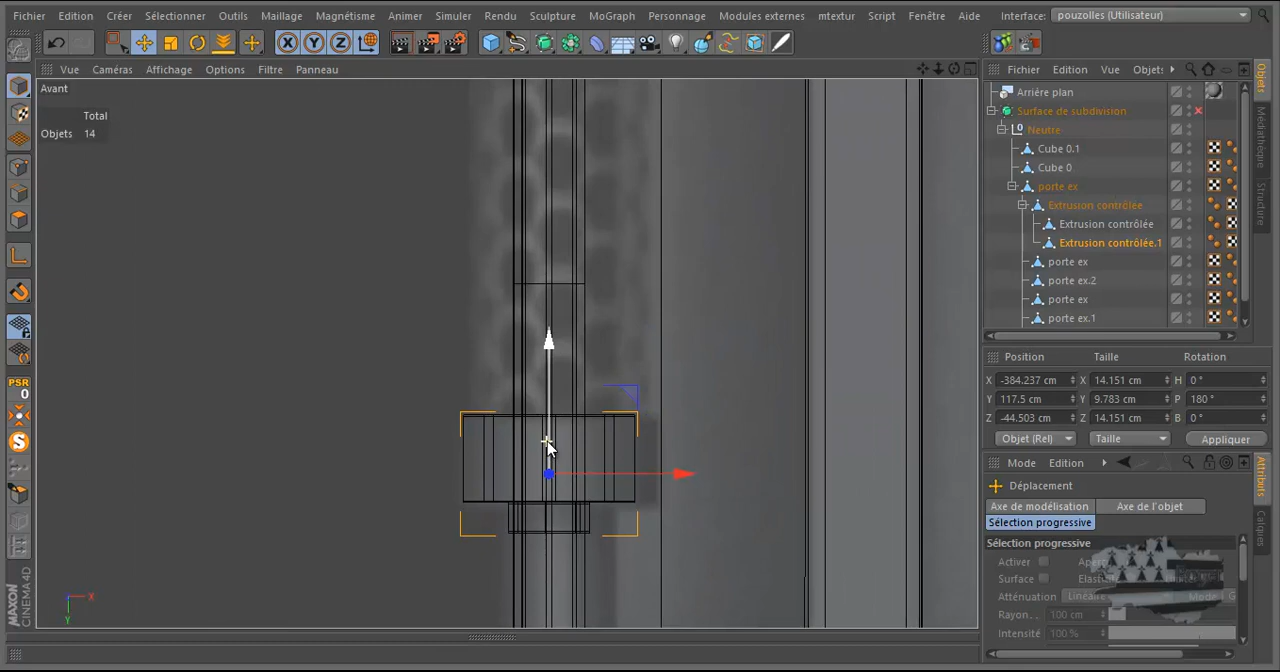 Fichier Edition Créer Sélectionner Outils Maillage Magnétisme Animer Simuler Rendu Sculpture MoGraph Personnage Modules externes mtextur Script Fenêtre Aide Interface: pouzolles (Utilisateur)
X Y Z
Vue Caméras Affichage Options Filtre Panneau
Fichier Edition Vue Objets
Avant
Total
Objets 14
Arrière plan
Surface de subdivision
Neutre
Cube 0.1
Cube 0
porte ex
Extrusion contrôlée
Extrusion contrôlée
Extrusion contrôlée.1
porte ex
porte ex.2
porte ex
porte ex.1
Objets
Médiathèque
Structure
Position Taille Rotation
X -384.237 cm X 14.151 cm H 0 °
Y 117.5 cm Y 9.783 cm P 180 °
Z -44.503 cm Z 14.151 cm B 0 °
Objet (Rel) Taille Appliquer
Mode Edition
Déplacement
Axe de modélisation Axe de l'objet
Sélection progressive
Sélection progressive
Activer
Surface
Atténuation Mode
Rayon... 100 cm
Intensité 100 %
Attributs
Calques
PSR
0
S
MAXON
CINEMA 4D
X
Y